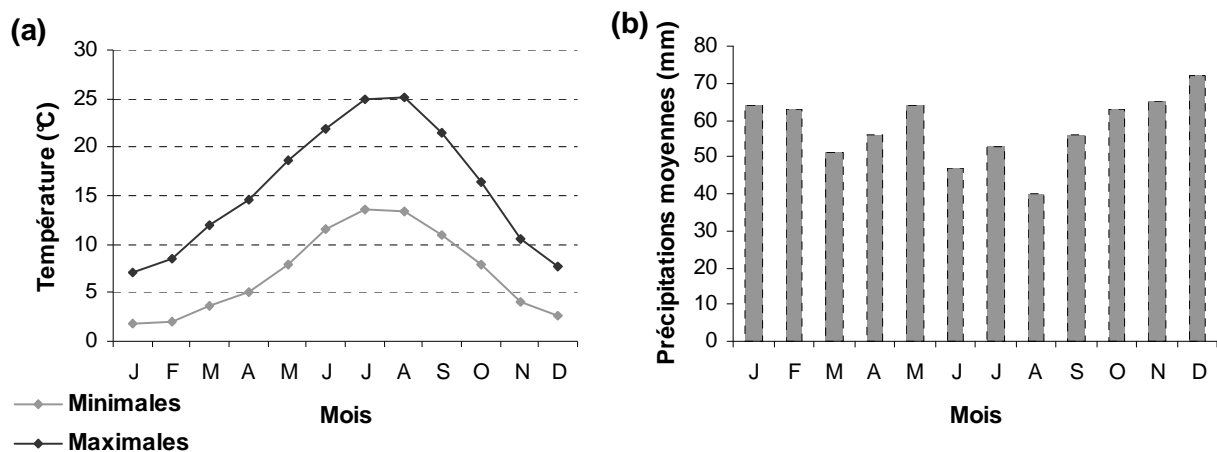 (a)
Température (°C)
30
25
20
15
10
5
0
J F M A M J J A S O N D
Mois
Minimales
Maximales
(b)
Précipitations moyennes (mm)
80
70
60
50
40
30
20
10
0
J F M A M J J A S O N D
Mois